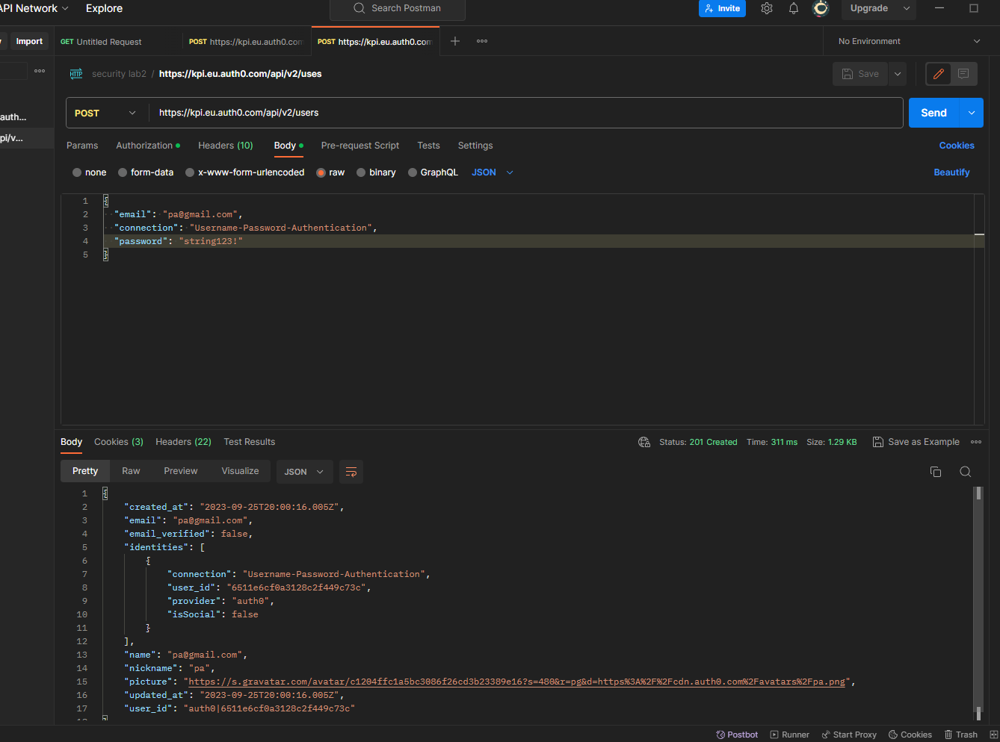 API Network
Explore
Search Postman
Invite
Upgrade
Import
GET Untitled Request
POST https://kpi.eu.auth0.com
POST https://kpi.eu.auth0.com
No Environment
security lab2 / https://kpi.eu.auth0.com/api/v2/uses
Save
auth...
pi/v...
POST
https://kpi.eu.auth0.com/api/v2/users
Send
Params Authorization Headers (10) Body Pre-request Script Tests Settings Cookies
none form-data x-www-form-urlencoded raw binary GraphQL JSON Beautify
1 {
2 "email": "pa@gmail.com",
3 "connection": "Username-Password-Authentication",
4 "password": "string123!"
5 }
Body Cookies (3) Headers (22) Test Results Status: 201 Created Time: 311 ms Size: 1.29 KB Save as Example
Pretty Raw Preview Visualize JSON
1 {
2 "created_at": "2023-09-25T20:00:16.005Z",
3 "email": "pa@gmail.com",
4 "email_verified": false,
5 "identities": [
6 {
7 "connection": "Username-Password-Authentication",
8 "user_id": "6511e6cf0a3128c2f449c73c",
9 "provider": "auth0",
10 "isSocial": false
11 }
12 ],
13 "name": "pa@gmail.com",
14 "nickname": "pa",
15 "picture": "https://s.gravatar.com/avatar/c1204ffc1a5bc3086f26cd3b23389e16?s=480&r=pg&d=https%3A%2F%2Fcdn.auth0.com%2Favatars%2Fpa.png",
16 "updated_at": "2023-09-25T20:00:16.005Z",
17 "user_id": "auth0|6511e6cf0a3128c2f449c73c"
Postbot Runner Start Proxy Cookies Trash